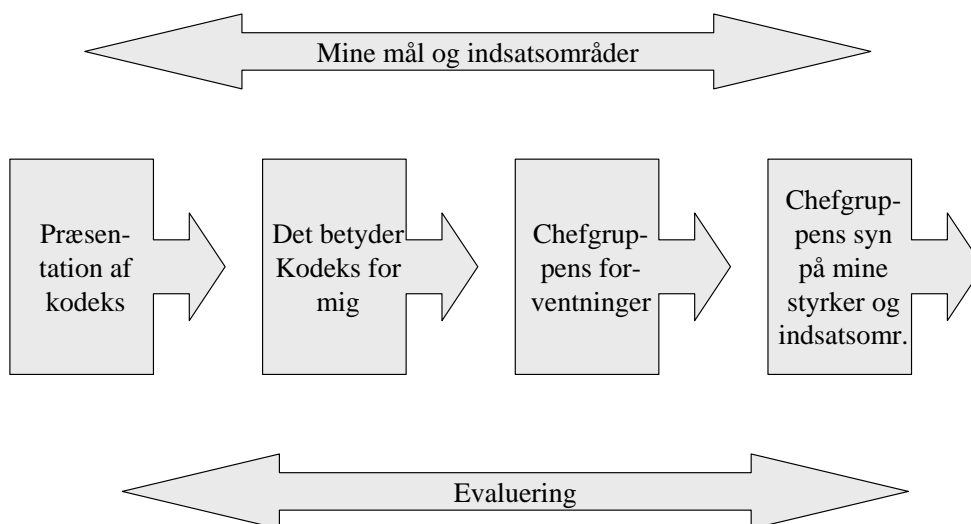 Mine mål og indsatsområder
Præsen-
tation af
kodeks
Det betyder
Kodeks for
mig
Chefgrup-
pens for-
ventninger
Chefgrup-
pens syn
på mine
styrker og
indsatsomr.
Evaluering